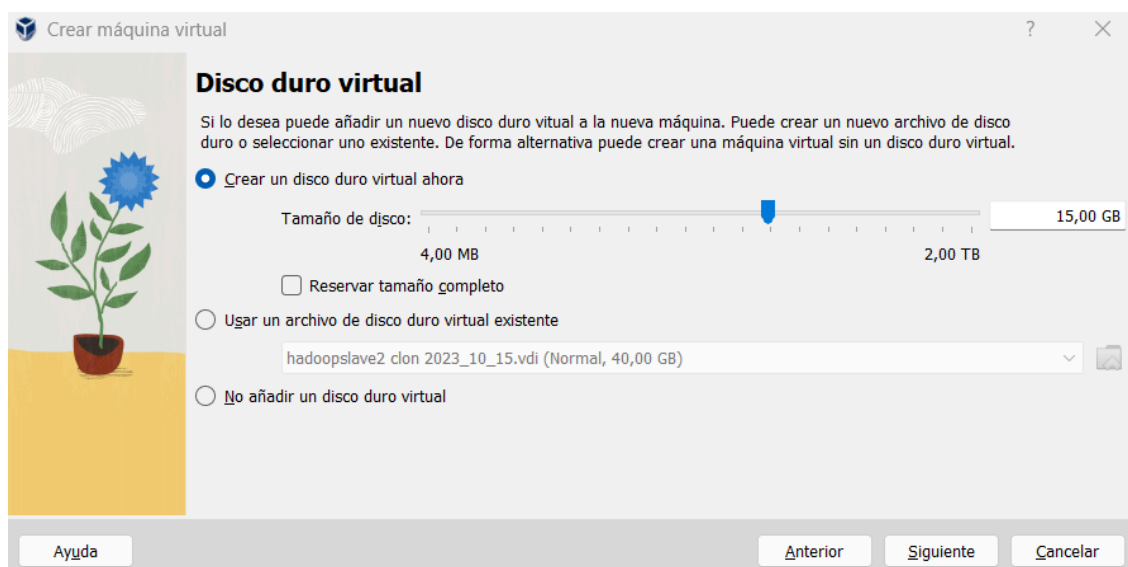 Crear máquina virtual
Disco duro virtual
Si lo desea puede añadir un nuevo disco duro vitual a la nueva máquina. Puede crear un nuevo archivo de disco
duro o seleccionar uno existente. De forma alternativa puede crear una máquina virtual sin un disco duro virtual.
Crear un disco duro virtual ahora
Tamaño de disco:
15,00 GB
4,00 MB
2,00 TB
Reservar tamaño completo
Usar un archivo de disco duro virtual existente
hadoopslave2 clon 2023_10_15.vdi (Normal, 40,00 GB)
No añadir un disco duro virtual
Ayuda
Anterior
Siguiente
Cancelar